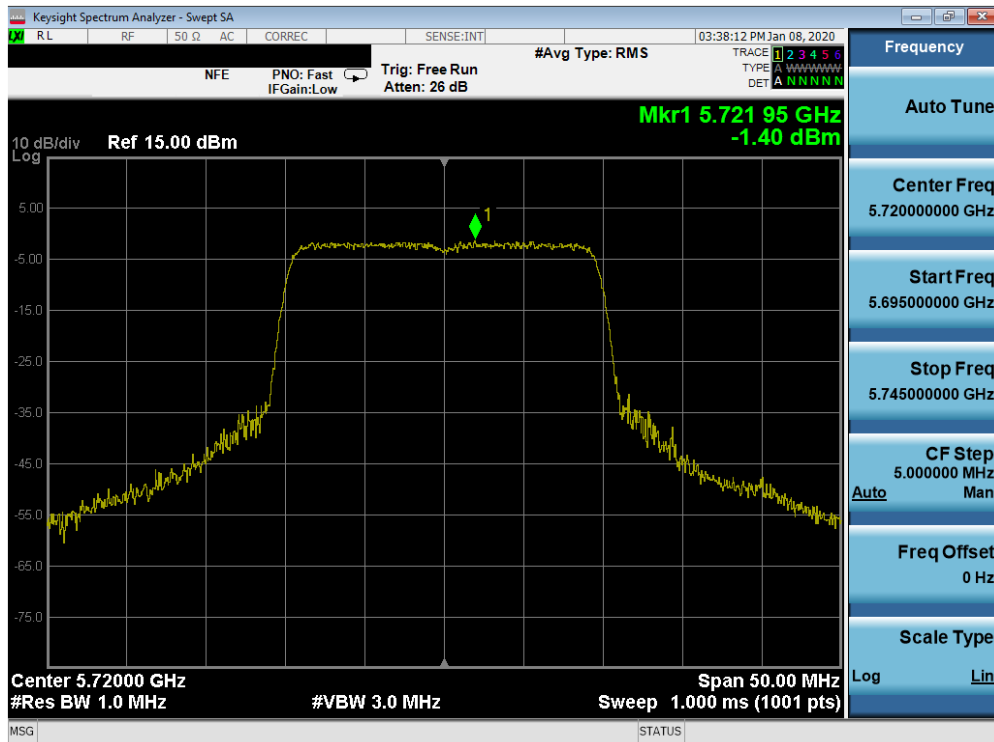 Keysight Spectrum Analyzer - Swept SA
LXI RL RF 50 Ω AC CORREC SENSE:INT 03:38:12 PM Jan 08, 2020
#Avg Type: RMS
TRACE 1 2 3 4 5 6
TYPE A WWWWW
DET A N N N N N
NFE PNO: Fast Trig: Free Run
IFGain:Low Atten: 26 dB
Mkr1 5.721 95 GHz
-1.40 dBm
10 dB/div Ref 15.00 dBm
Log
1
5.00
-5.00
-15.0
-25.0
-35.0
-45.0
-55.0
-65.0
-75.0
Center 5.72000 GHz Span 50.00 MHz
#Res BW 1.0 MHz #VBW 3.0 MHz Sweep 1.000 ms (1001 pts)
MSG STATUS
Frequency
Auto Tune
Center Freq
5.720000000 GHz
Start Freq
5.695000000 GHz
Stop Freq
5.745000000 GHz
CF Step
5.000000 MHz
Auto Man
Freq Offset
0 Hz
Scale Type
Log Lin